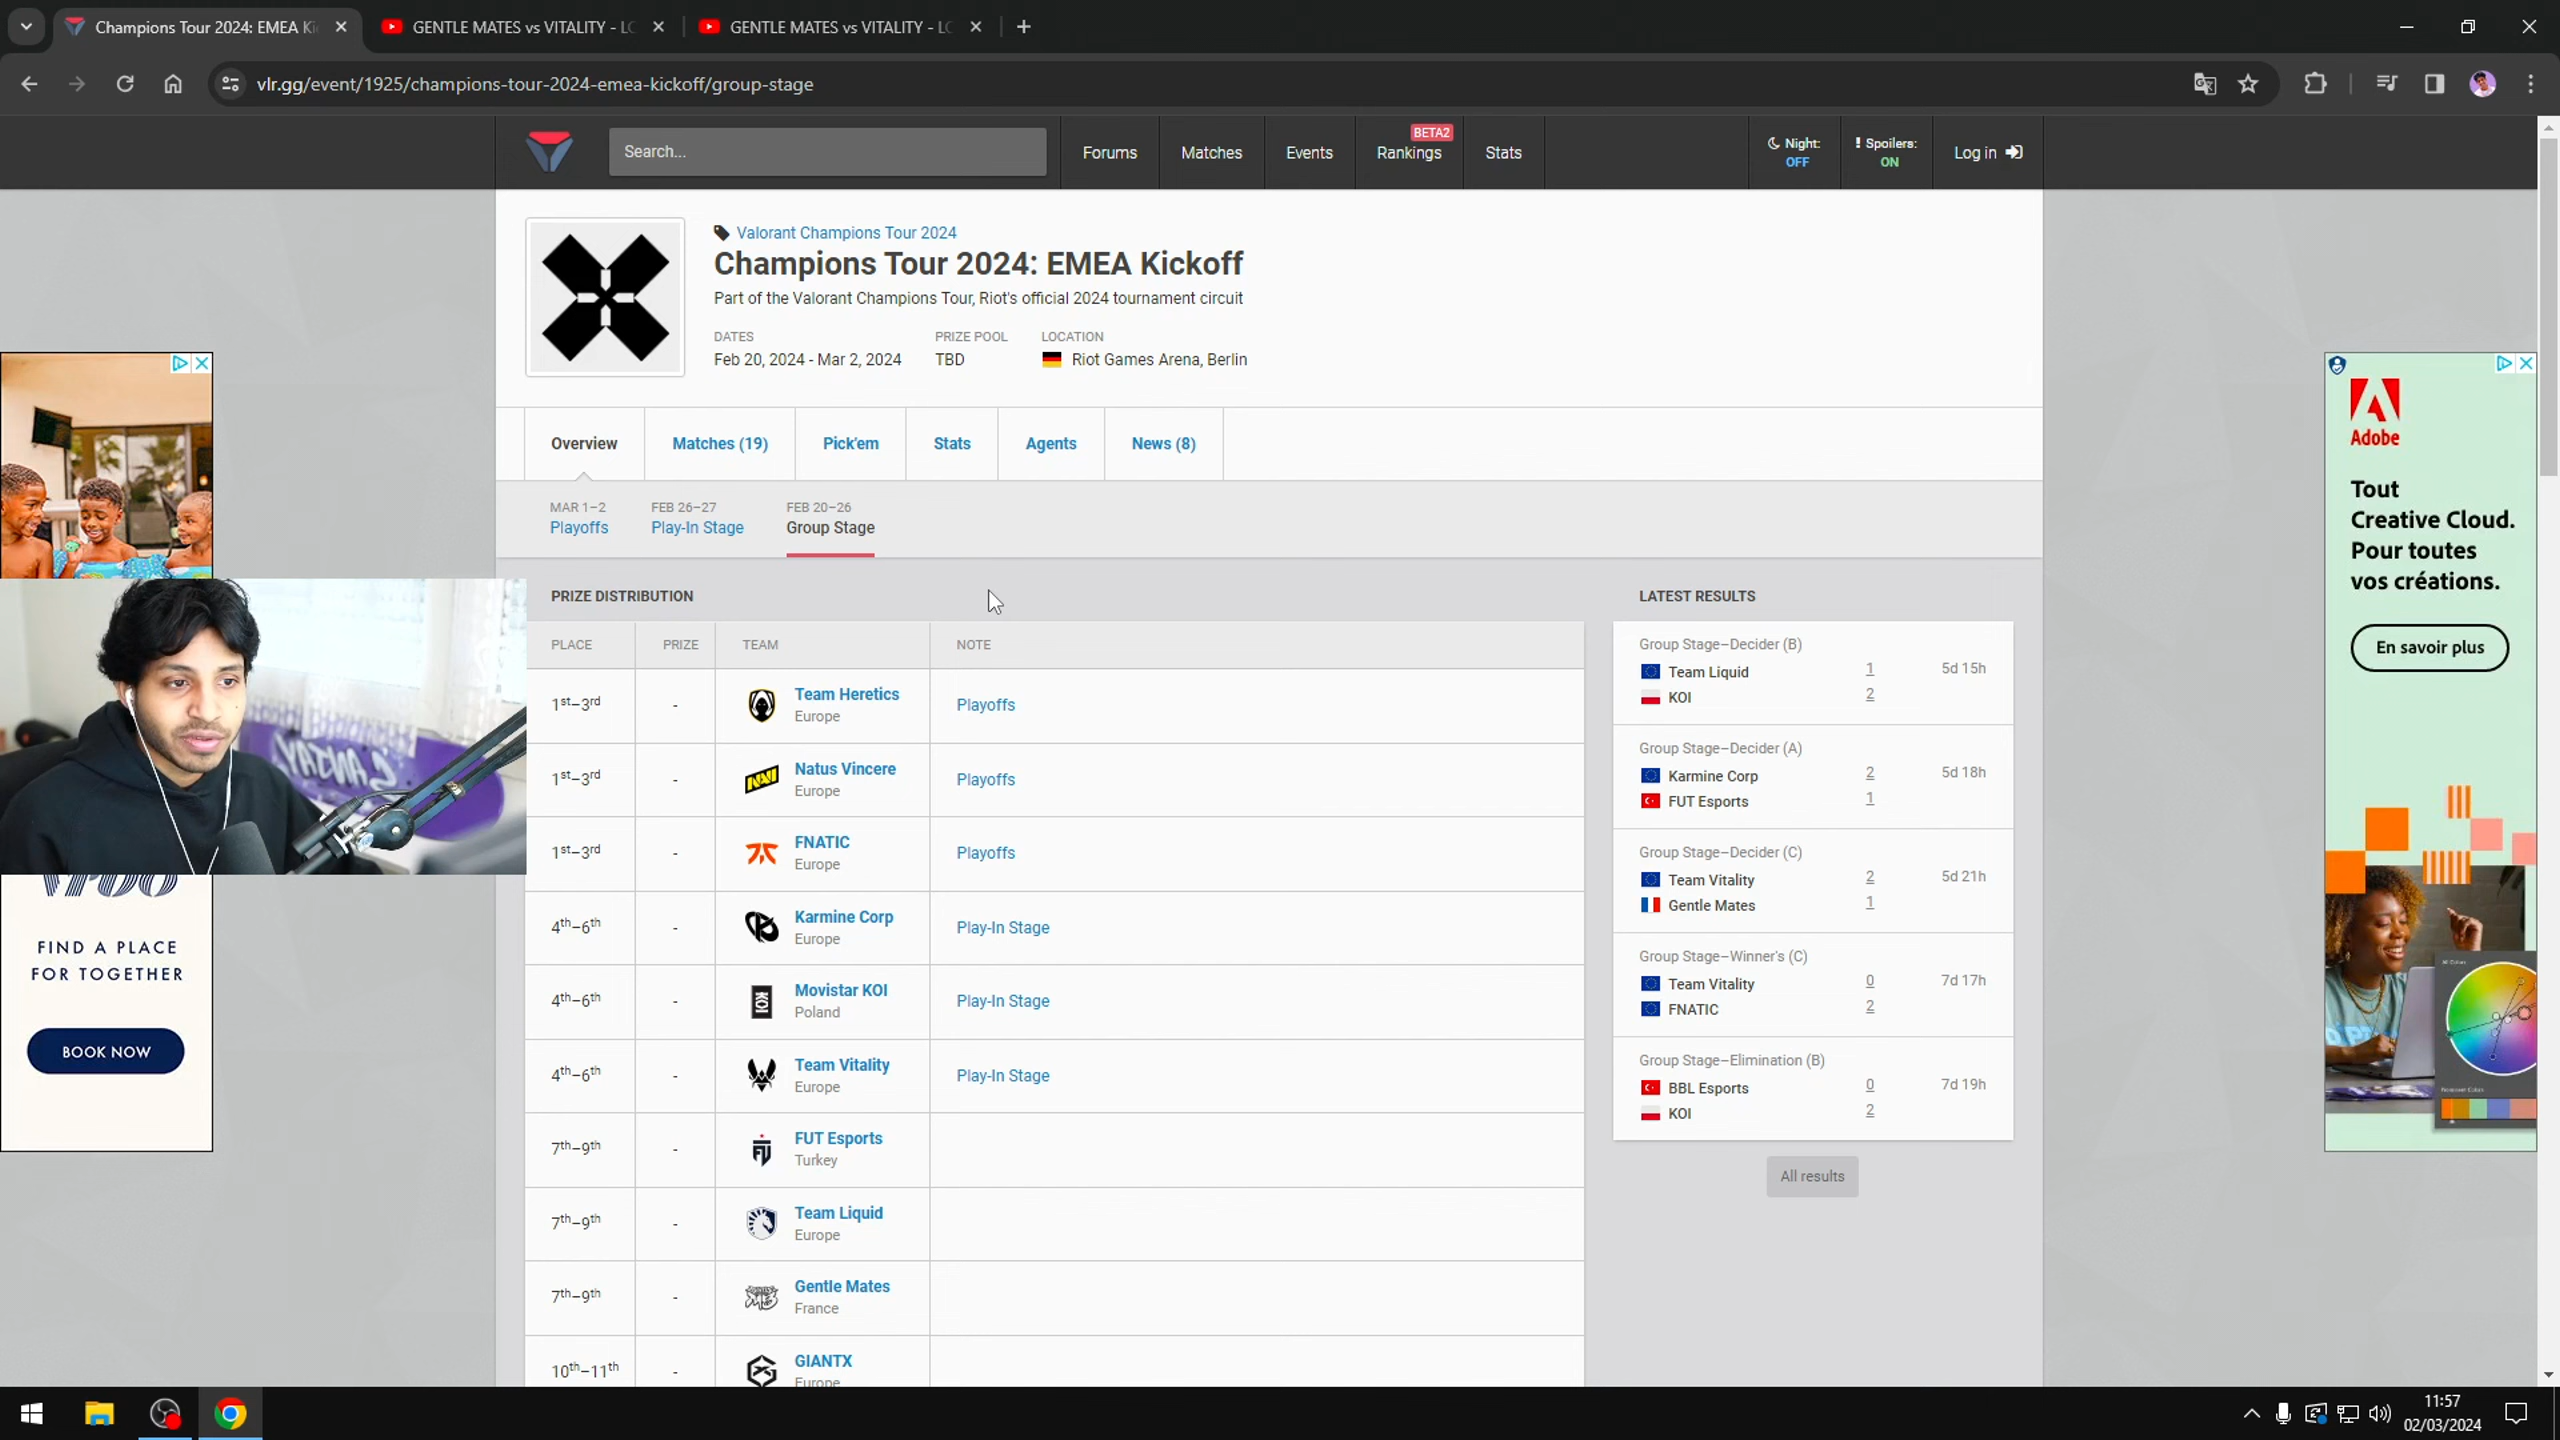 Champions Tour 2024: EMEA Ki
GENTLE MATES vs VITALITY - LC
GENTLE MATES vs VITALITY - LC
vlr.gg/event/1925/champions-tour-2024-emea-kickoff/group-stage
Search...
Forums
Matches
Events
BETA2
Rankings
Stats
Night:
OFF
Spoilers:
ON
Log in
Valorant Champions Tour 2024
Champions Tour 2024: EMEA Kickoff
Part of the Valorant Champions Tour, Riot's official 2024 tournament circuit
DATES
Feb 20, 2024 - Mar 2, 2024
PRIZE POOL
TBD
LOCATION
Riot Games Arena, Berlin
Overview
Matches (19)
Pick'em
Stats
Agents
News (8)
MAR 1–2
Playoffs
FEB 26–27
Play-In Stage
FEB 20–26
Group Stage
PRIZE DISTRIBUTION
PLACE PRIZE TEAM NOTE
1st–3rd - Team Heretics Playoffs
Europe
1st–3rd - Natus Vincere Playoffs
Europe
1st–3rd - FNATIC Playoffs
Europe
4th–6th - Karmine Corp Play-In Stage
Europe
4th–6th - Movistar KOI Play-In Stage
Poland
4th–6th - Team Vitality Play-In Stage
Europe
7th–9th - FUT Esports
Turkey
7th–9th - Team Liquid
Europe
7th–9th - Gentle Mates
France
10th–11th - GIANTX
Europe
LATEST RESULTS
Group Stage–Decider (B)
Team Liquid 1 5d 15h
KOI 2
Group Stage–Decider (A)
Karmine Corp 2 5d 18h
FUT Esports 1
Group Stage–Decider (C)
Team Vitality 2 5d 21h
Gentle Mates 1
Group Stage–Winner's (C)
Team Vitality 0 7d 17h
FNATIC 2
Group Stage–Elimination (B)
BBL Esports 0 7d 19h
KOI 2
All results
FIND A PLACE
FOR TOGETHER
BOOK NOW
Adobe
Tout
Creative Cloud.
Pour toutes
vos créations.
En savoir plus
11:57
02/03/2024